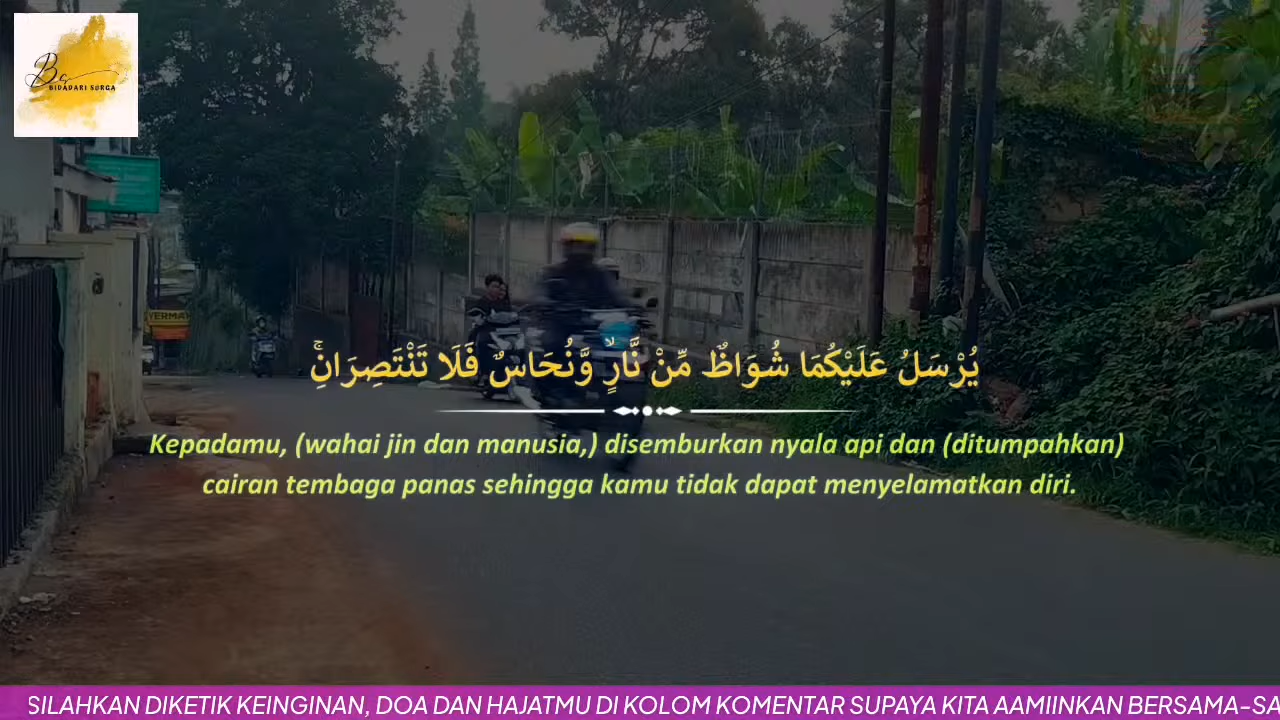 Bs
BIDADARI SURGA
يُرْسَلُ عَلَيْكُمَا شُوَاظٌ مِّنْ نَّارٍۙ وَّنُحَاسٌ فَلَا تَنْتَصِرَانِۚ
Kepadamu, (wahai jin dan manusia,) disemburkan nyala api dan (ditumpahkan)
cairan tembaga panas sehingga kamu tidak dapat menyelamatkan diri.
SILAHKAN DIKETIK KEINGINAN, DOA DAN HAJATMU DI KOLOM KOMENTAR SUPAYA KITA AAMIINKAN BERSAMA-SA